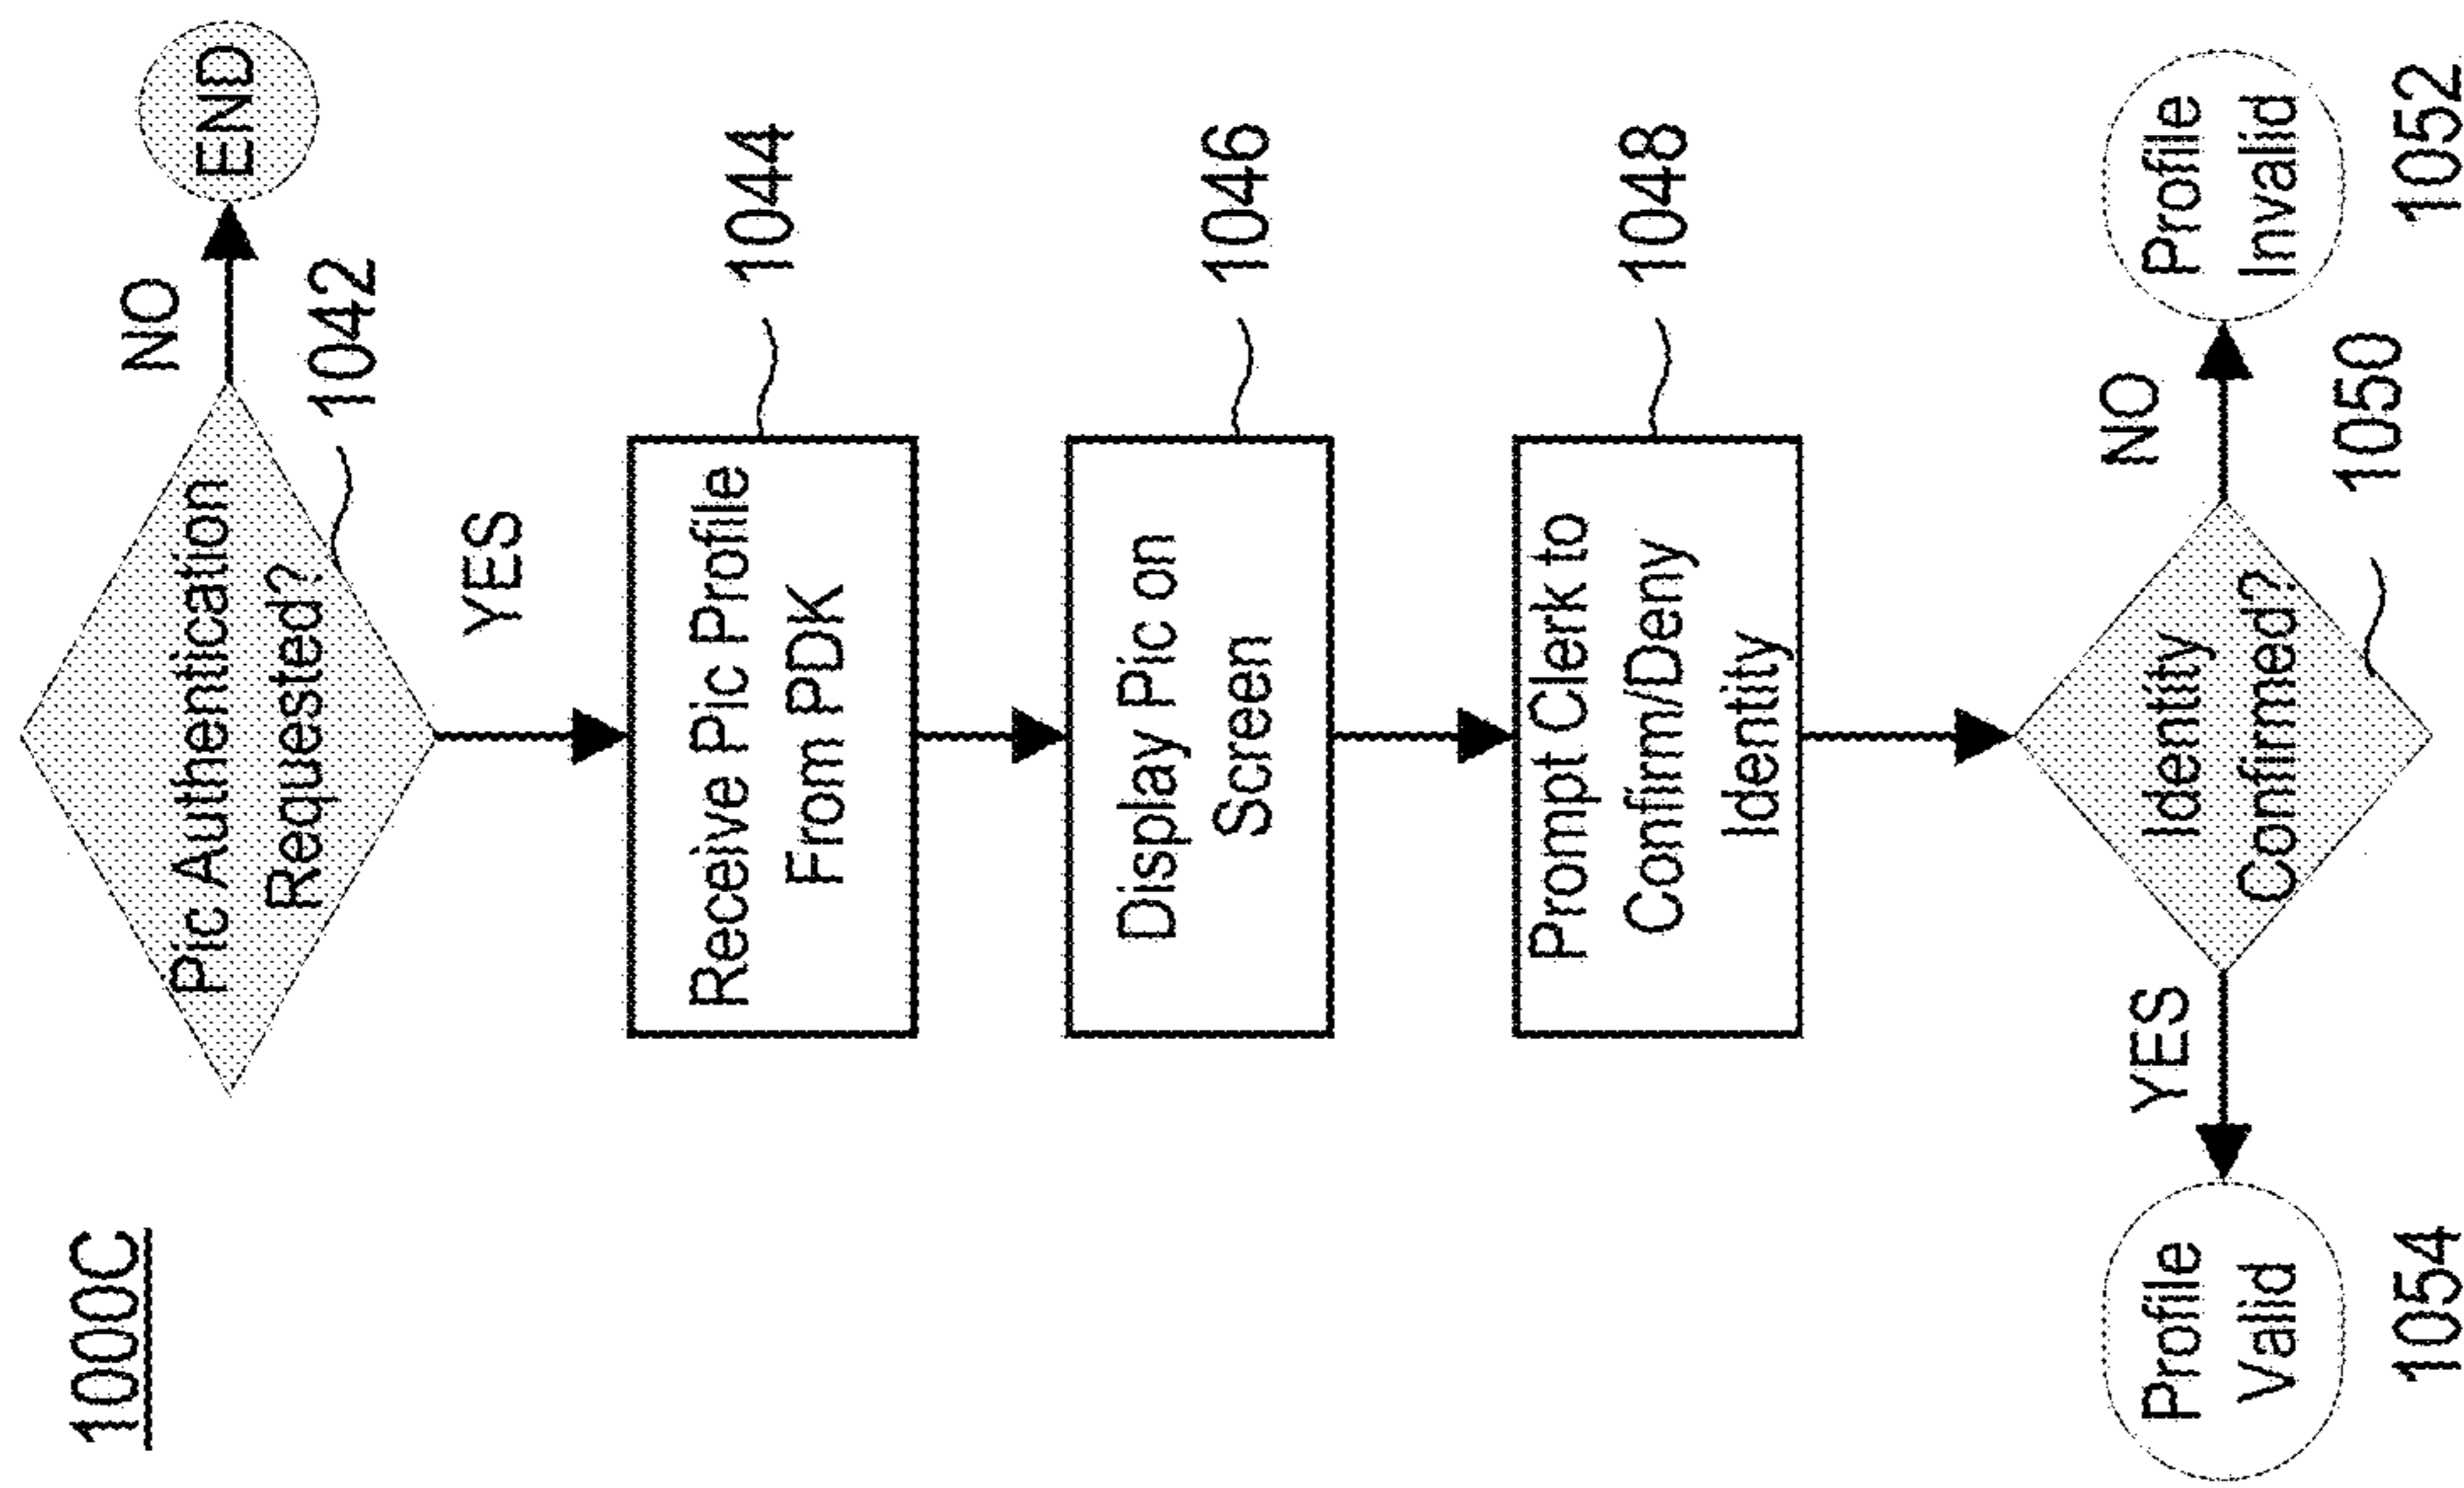 1000C
Pic Authentication
Requested?
NO
END
1042
YES
Receive Pic Profile
From PDK
1044
Display Pic on
Screen
1046
Prompt Clerk to
Confirm/Deny
Identity
1048
Identity
Confirmed?
1050
YES
NO
Profile
Valid
1054
Profile
Invalid
1052